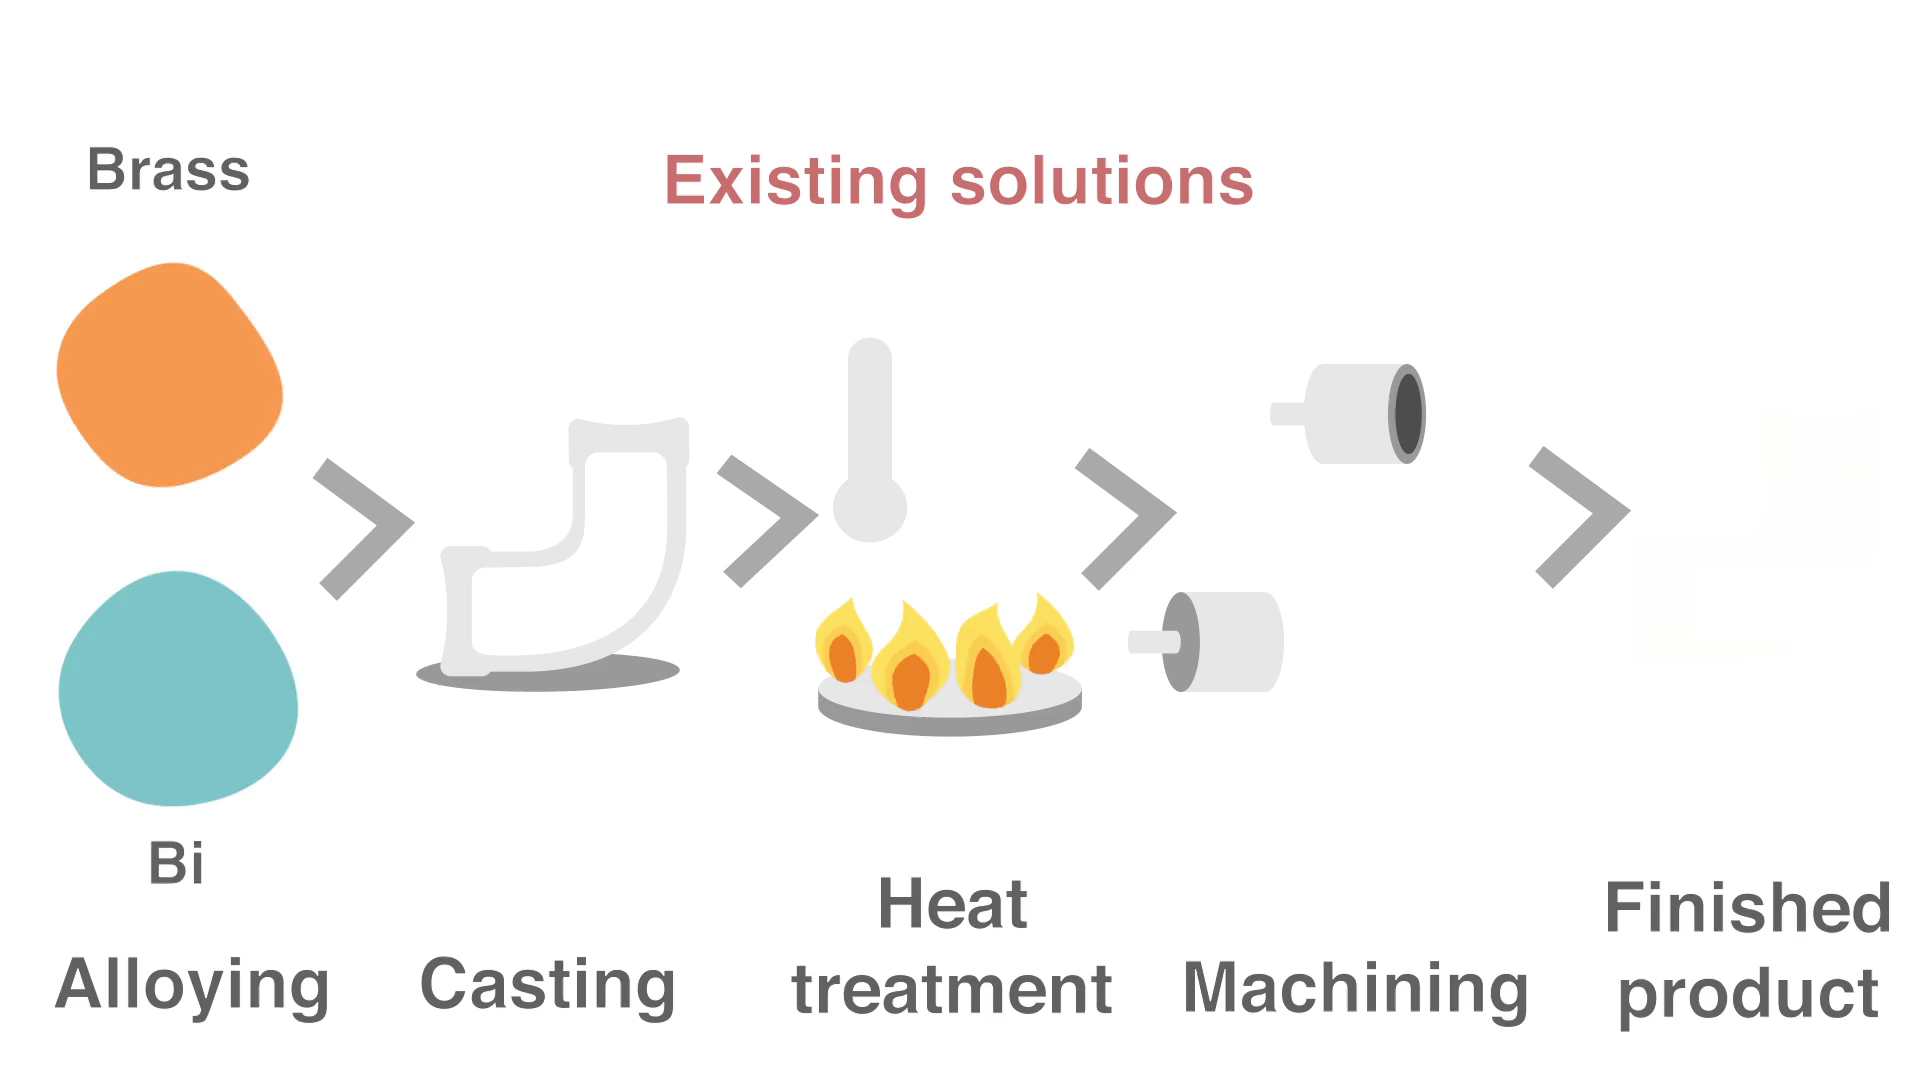 Existing solutions
Brass
Bi
Alloying
Casting
Heat
treatment
Machining
Finished
product